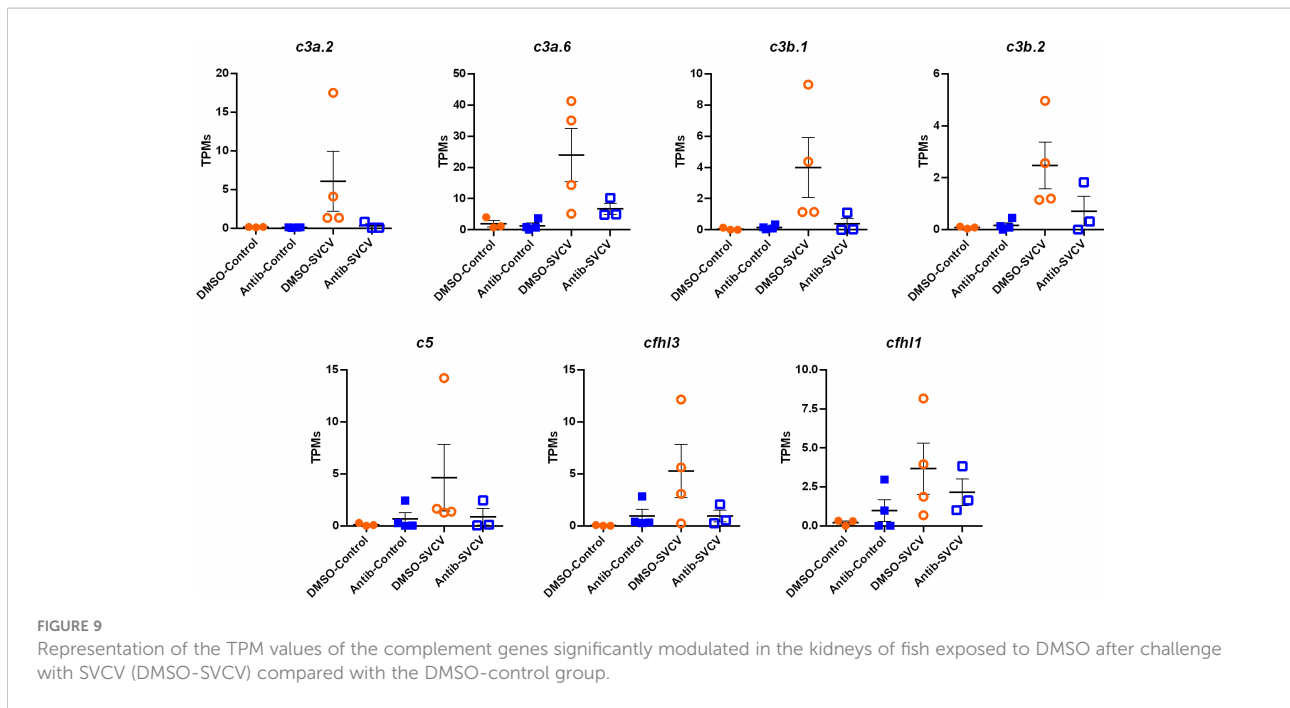 c3a.2
c3a.6
c3b.1
c3b.2
TPMs
20
15
10
5
0
DMSO-Control
Antib-Control
DMSO-SVCV
Antib-SVCV
TPMs
50
40
30
20
10
0
DMSO-Control
Antib-Control
DMSO-SVCV
Antib-SVCV
TPMs
10
8
6
4
2
0
DMSO-Control
Antib-Control
DMSO-SVCV
Antib-SVCV
TPMs
6
4
2
0
DMSO-Control
Antib-Control
DMSO-SVCV
Antib-SVCV
c5
cfhl3
cfhl1
TPMs
15
10
5
0
DMSO-Control
Antib-Control
DMSO-SVCV
Antib-SVCV
TPMs
15
10
5
0
DMSO-Control
Antib-Control
DMSO-SVCV
Antib-SVCV
TPMs
10.0
7.5
5.0
2.5
0.0
DMSO-Control
Antib-Control
DMSO-SVCV
Antib-SVCV
FIGURE 9
Representation of the TPM values of the complement genes significantly modulated in the kidneys of fish exposed to DMSO after challenge
with SVCV (DMSO-SVCV) compared with the DMSO-control group.